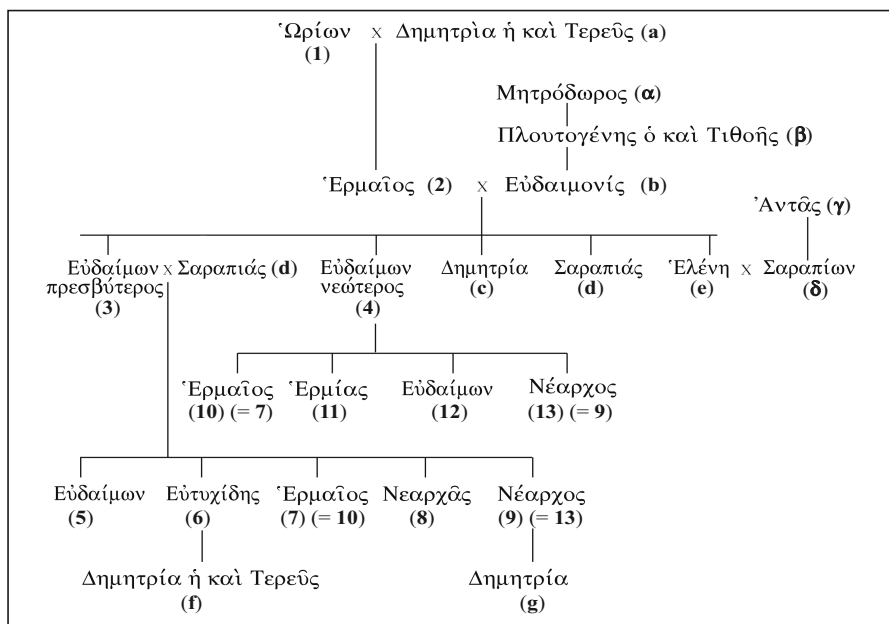 Ὡρίων x Δημητρὶα ἡ καὶ Τερεῦς (a)
(1)
Μητρόδωρος (α)
Πλουτογένης ὁ καὶ Τιθοῆς (β)
Ἑρμαῖος (2) x Εὐδαιμονίς (b)
Ἀντᾶς (γ)
Εὐδαίμων x Σαραπιάς (d) Εὐδαίμων Δημητρία Σαραπιάς Ἑλένη x Σαραπίων
πρεσβύτερος νεώτερος (c) (d) (e) (δ)
(3) (4)
Ἑρμαῖος Ἑρμίας Εὐδαίμων Νέαρχος
(10) (= 7) (11) (12) (13) (= 9)
Εὐδαίμων Εὐτυχίδης Ἑρμαῖος Νεαρχᾶς Νέαρχος
(5) (6) (7) (= 10) (8) (9) (= 13)
Δημητρία ἡ καὶ Τερεῦς Δημητρία
(f) (g)